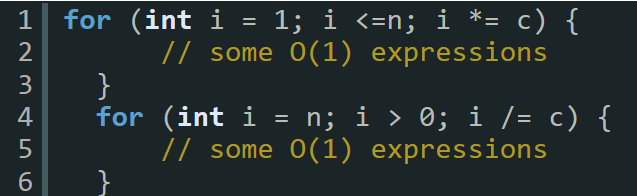 1 for (int i = 1; i <=n; i *= c) {
2 // some O(1) expressions
3 }
4 for (int i = n; i > 0; i /= c) {
5 // some O(1) expressions
6 }